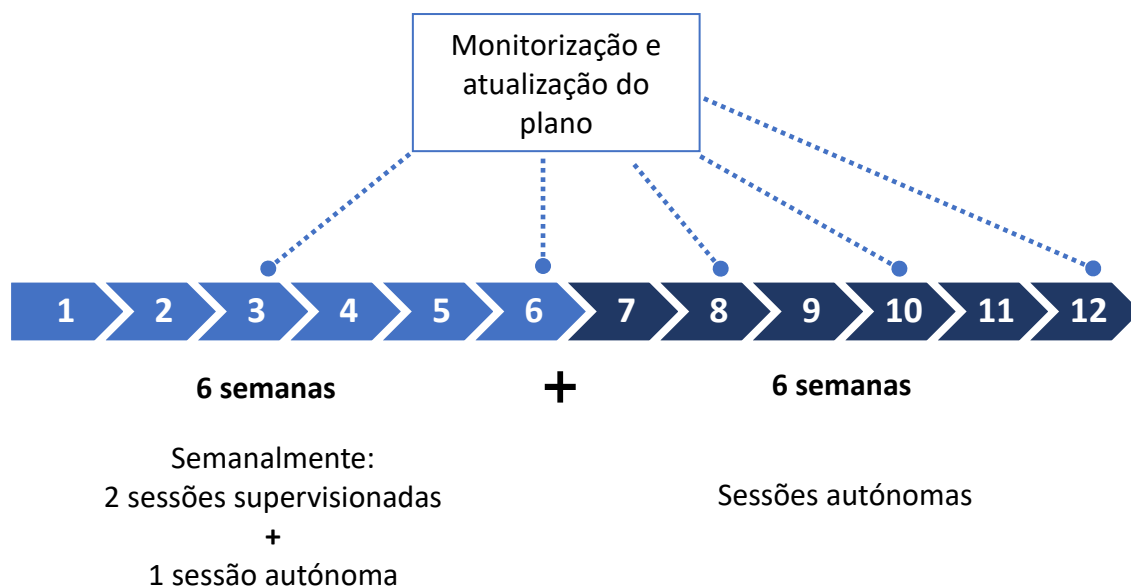 Monitorização e
atualização do
plano
1 2 3 4 5 6 7 8 9 10 11 12
6 semanas + 6 semanas
Semanalmente:
2 sessões supervisionadas
+
1 sessão autónoma
Sessões autónomas